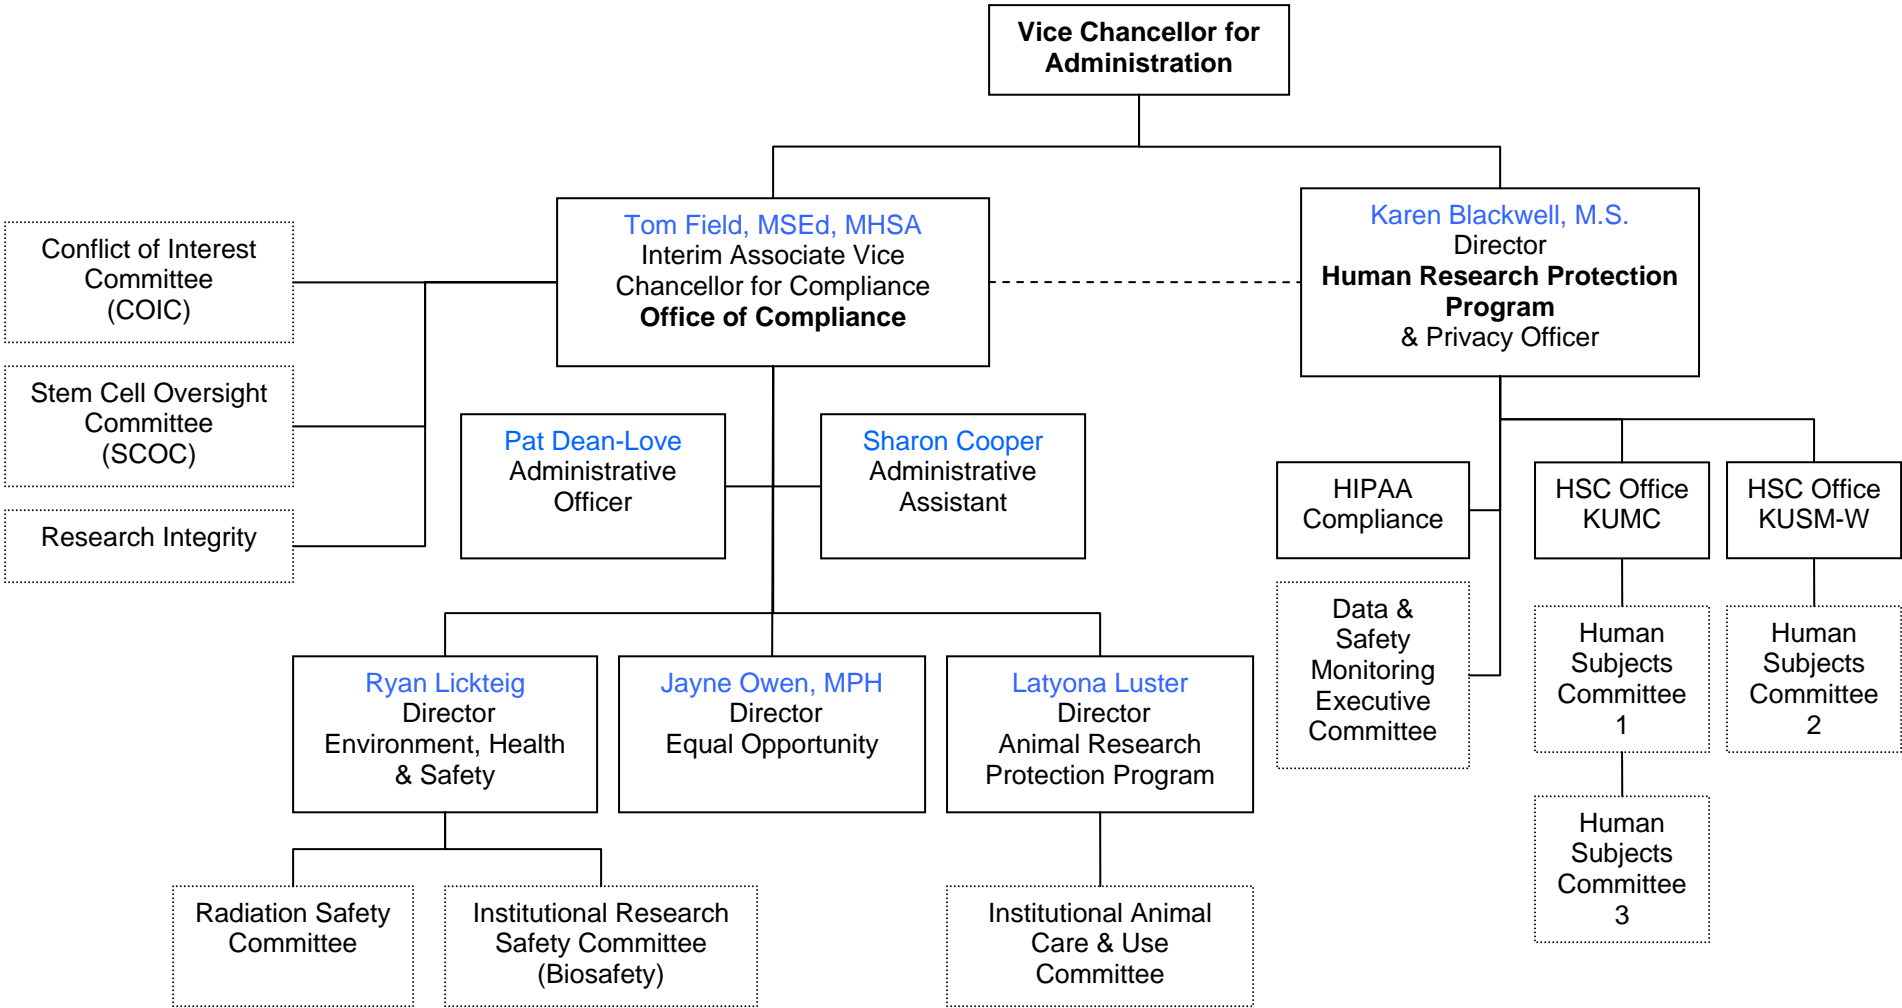 Vice Chancellor for
Administration
Tom Field, MSEd, MHSA
Interim Associate Vice
Chancellor for Compliance
Office of Compliance
Karen Blackwell, M.S.
Director
Human Research Protection
Program
& Privacy Officer
Conflict of Interest
Committee
(COIC)
Stem Cell Oversight
Committee
(SCOC)
Research Integrity
Pat Dean-Love
Administrative
Officer
Sharon Cooper
Administrative
Assistant
HIPAA
Compliance
HSC Office
KUMC
HSC Office
KUSM-W
Data &
Safety
Monitoring
Executive
Committee
Human
Subjects
Committee
1
Human
Subjects
Committee
2
Human
Subjects
Committee
3
Ryan Lickteig
Director
Environment, Health
& Safety
Jayne Owen, MPH
Director
Equal Opportunity
Latyona Luster
Director
Animal Research
Protection Program
Radiation Safety
Committee
Institutional Research
Safety Committee
(Biosafety)
Institutional Animal
Care & Use
Committee